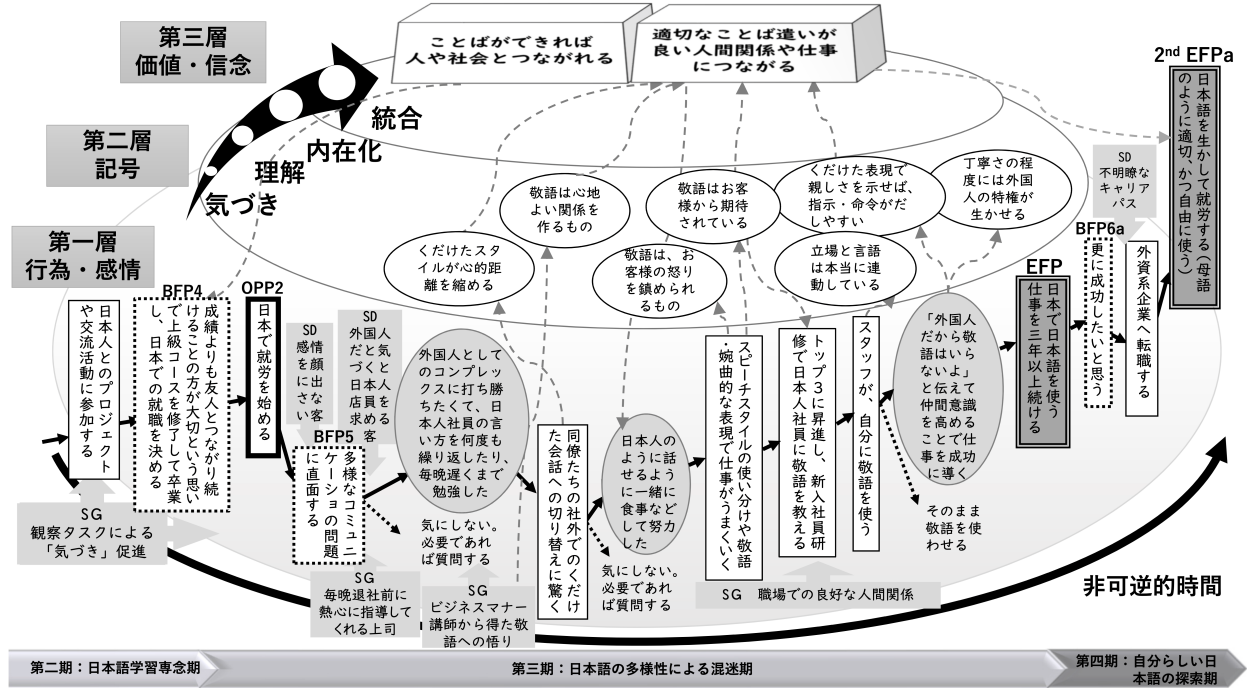 第三層
価値・信念
ことばができれば
人や社会とつながれる
適切なことば遣いが
良い人間関係や仕事
につながる
2nd EFPa
日本語を生かして就労する（母語
のように適切、かつ自由に使う）
第二層
記号
統合
内在化
理解
気づき
敬語は心地
よい関係を
作るもの
敬語はお客
様から期待
されている
くだけた表現で
親しさを示せば、
指示・命令がだ
しやすい
丁寧さの程
度には外国
人の特権が
生かせる
SD
不明瞭な
キャリア
パス
第一層
行為・感情
くだけたスタ
イルが心的距
離を縮める
敬語は、お
客様の怒り
を鎮められ
るもの
立場と言語
は本当に連
動している
日本人とのプロジェクト
や交流活動に参加する
BFP4
成績よりも友人とつながり続
けることの方が大切という思い
で上級コースを修了して卒業
し、日本での就職を決める
OPP2
日本で就労を始める
SD
感情
を顔
に出
さな
い客
SD
外国人
だと気
づくと
日本人
店員を
求める
客
BFP5
多様なコミュニ
ケーションの問題
に直面する
外国人として
のコンプレッ
クスに打ち勝
ちたくて、日
本人社員の言
い方を何度も
繰り返したり、
毎晩遅くまで
勉強した
気にしない。
必要であれ
ば質問する
同僚たちの社外でのくだけ
た会話への切り替えに驚く
日本人の
ように話
せるよう
に一緒に
食事など
して努力
した
気にしない。
必要であれ
ば質問する
スピーチスタイルの使い分けや敬語
・婉曲的な表現で仕事がうまくいく
トップ３に昇進し、新入社員研
修で日本人社員に敬語を教える
スタッフが、自分に敬語を使う
「外国人
だから敬
語はいら
ないよ」
と伝えて
仲間意識
を高める
ことで仕
事を成功
に導く
そのまま
敬語を使
わせる
EFP
日本で日本語を使う
仕事を三年以上続ける
BFP6a
更に成功したいと思う
外資系企業へ転職する
SG
観察タスクによる
「気づき」促進
SG
毎晩退社前に
熱心に指導して
くれる上司
SG
ビジネスマナー
講師から得た敬
語への悟り
SG　職場での良好な人間関係
非可逆的時間
第二期：日本語学習専念期
第三期：日本語の多様性による混迷期
第四期：自分らしい日
本語の探索期